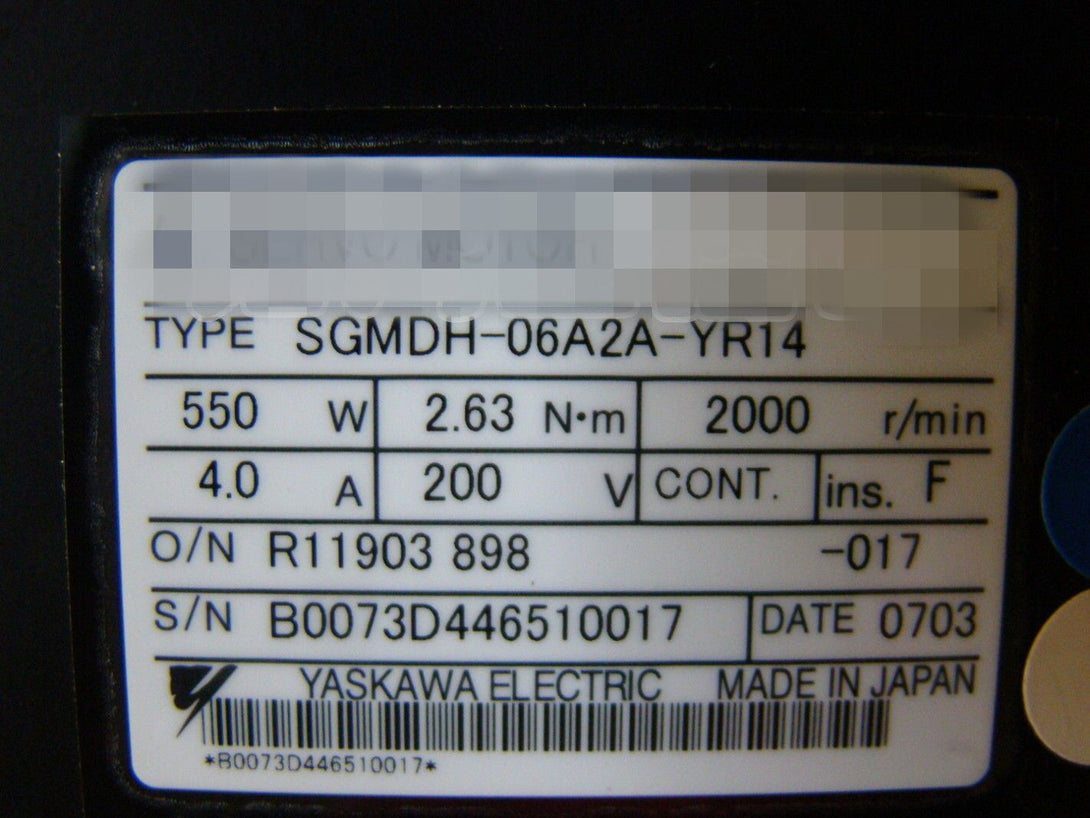 TYPE SGMDH-06A2A-YR14
550 W 2.63 N·m 2000 r/min
4.0 A 200 V CONT. ins. F
O/N R11903 898 -017
S/N B0073D446510017 DATE 0703
YASKAWA ELECTRIC MADE IN JAPAN
*B0073D446510017*